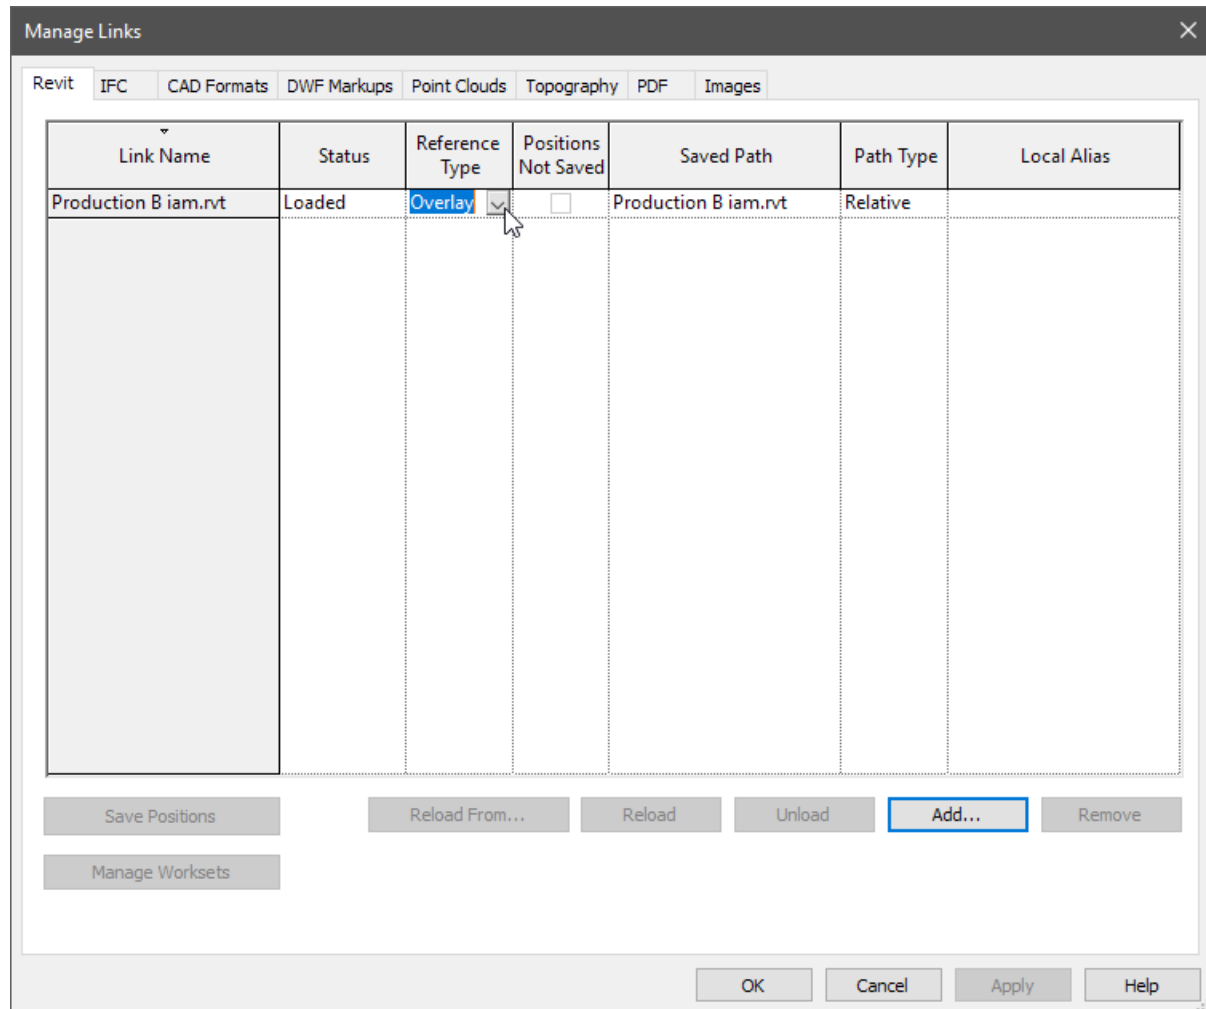 Manage Links
Revit IFC CAD Formats DWF Markups Point Clouds Topography PDF Images
Link Name Status Reference Type Positions Not Saved Saved Path Path Type Local Alias
Production B iam.rvt Loaded Overlay Production B iam.rvt Relative
Save Positions Reload From... Reload Unload Add... Remove
Manage Worksets
OK Cancel Apply Help